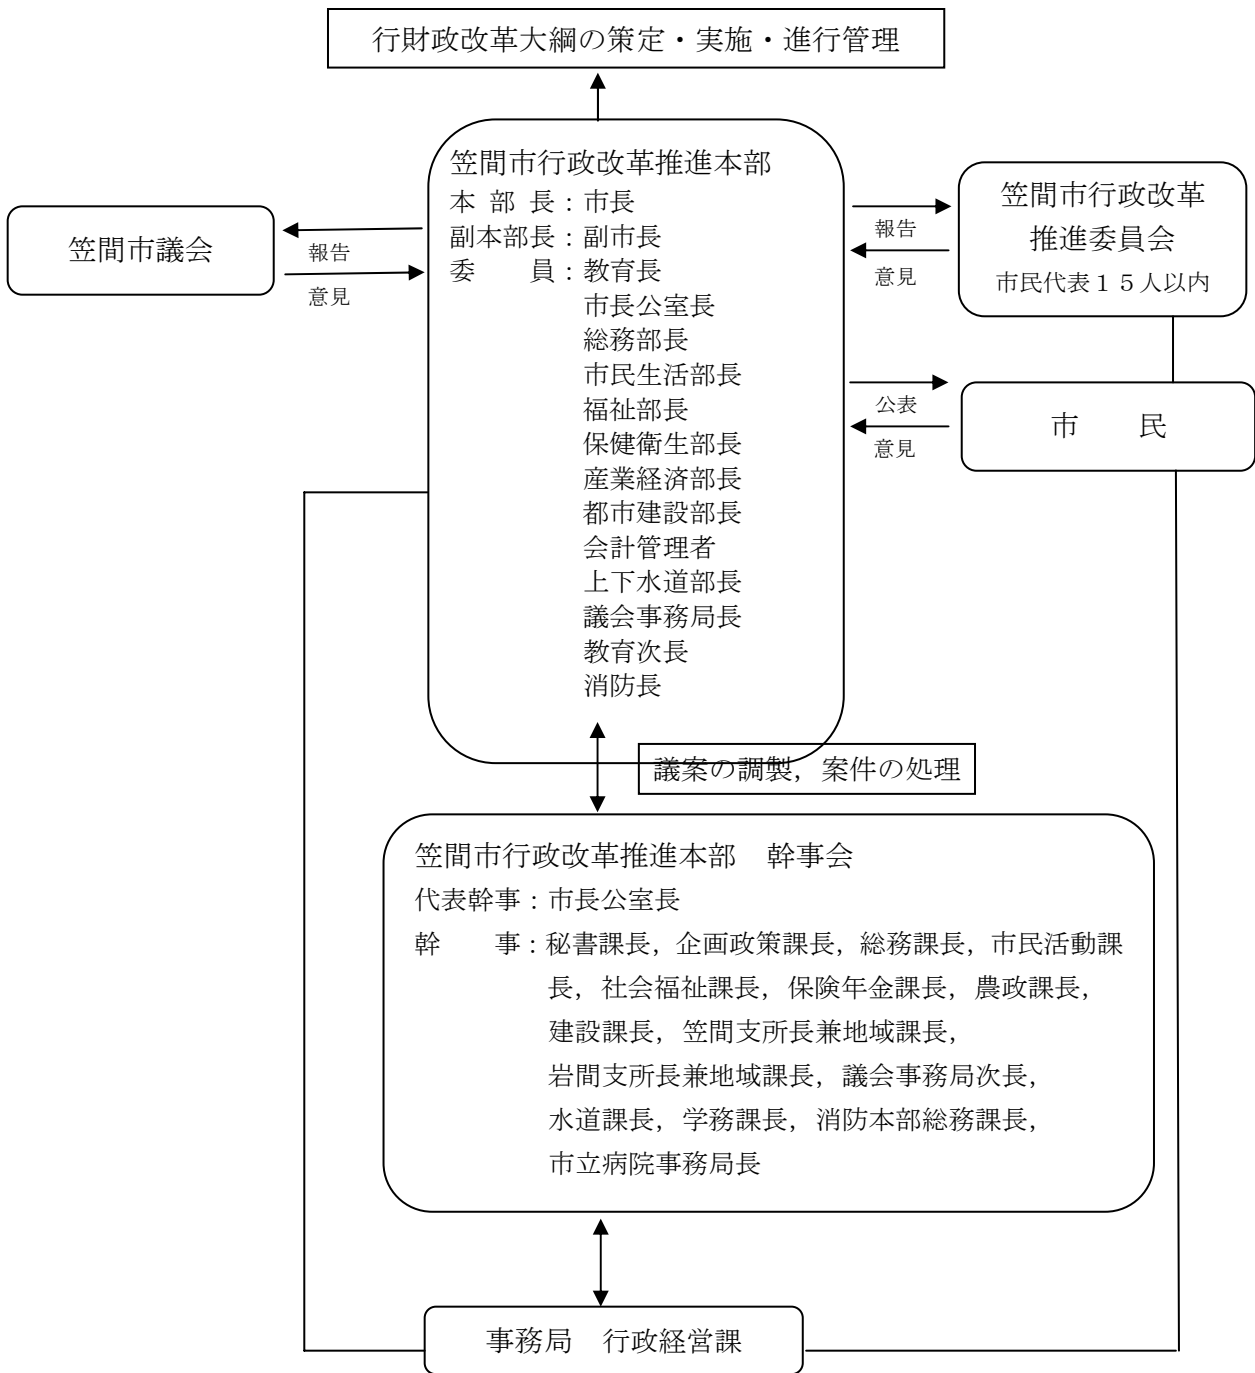 行財政改革大綱の策定・実施・進行管理
笠間市行政改革推進本部
本 部 長：市長
副本部長：副市長
委　　員：教育長
市長公室長
総務部長
市民生活部長
福祉部長
保健衛生部長
産業経済部長
都市建設部長
会計管理者
上下水道部長
議会事務局長
教育次長
消防長
笠間市議会
報告
意見
報告
意見
笠間市行政改革
推進委員会
市民代表１５人以内
公表
意見
市　　民
議案の調製，案件の処理
笠間市行政改革推進本部　幹事会
代表幹事：市長公室長
幹　　事：秘書課長，企画政策課長，総務課長，市民活動課
長，社会福祉課長，保険年金課長，農政課長，
建設課長，笠間支所長兼地域課長，
岩間支所長兼地域課長，議会事務局次長，
水道課長，学務課長，消防本部総務課長，
市立病院事務局長
事務局　行政経営課